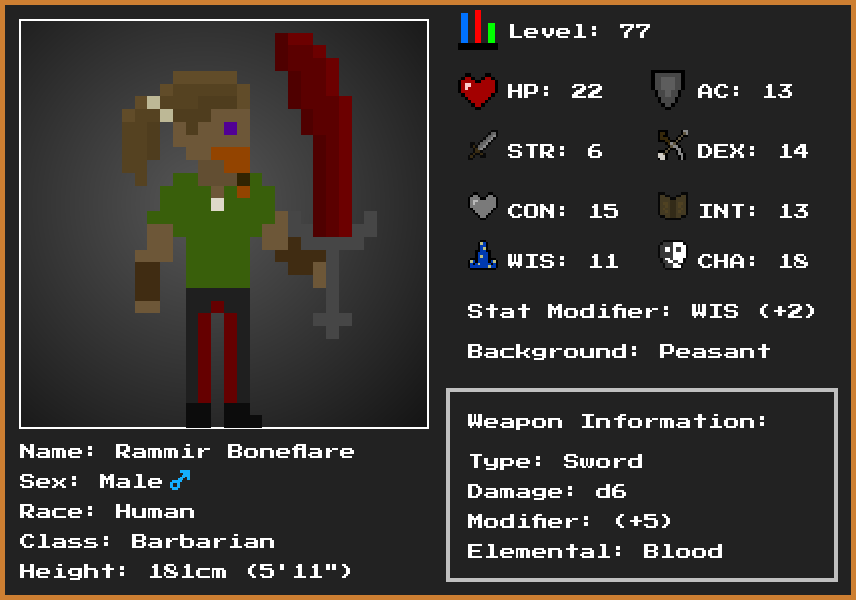 Level: 77
HP: 22 AC: 13
STR: 6 DEX: 14
CON: 15 INT: 13
WIS: 11 CHA: 18
Stat Modifier: WIS (+2)
Background: Peasant
Weapon Information:
Type: Sword
Damage: d6
Modifier: (+5)
Elemental: Blood
Name: Rammir Boneflare
Sex: Male ♂
Race: Human
Class: Barbarian
Height: 181cm (5'11")